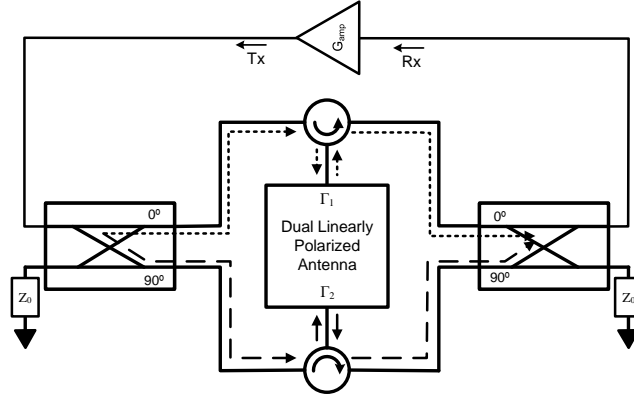 G_amp
Tx
Rx
0º
Γ1
0º
Dual Linearly
Polarized
Antenna
90º
Γ2
90º
Z0
Z0